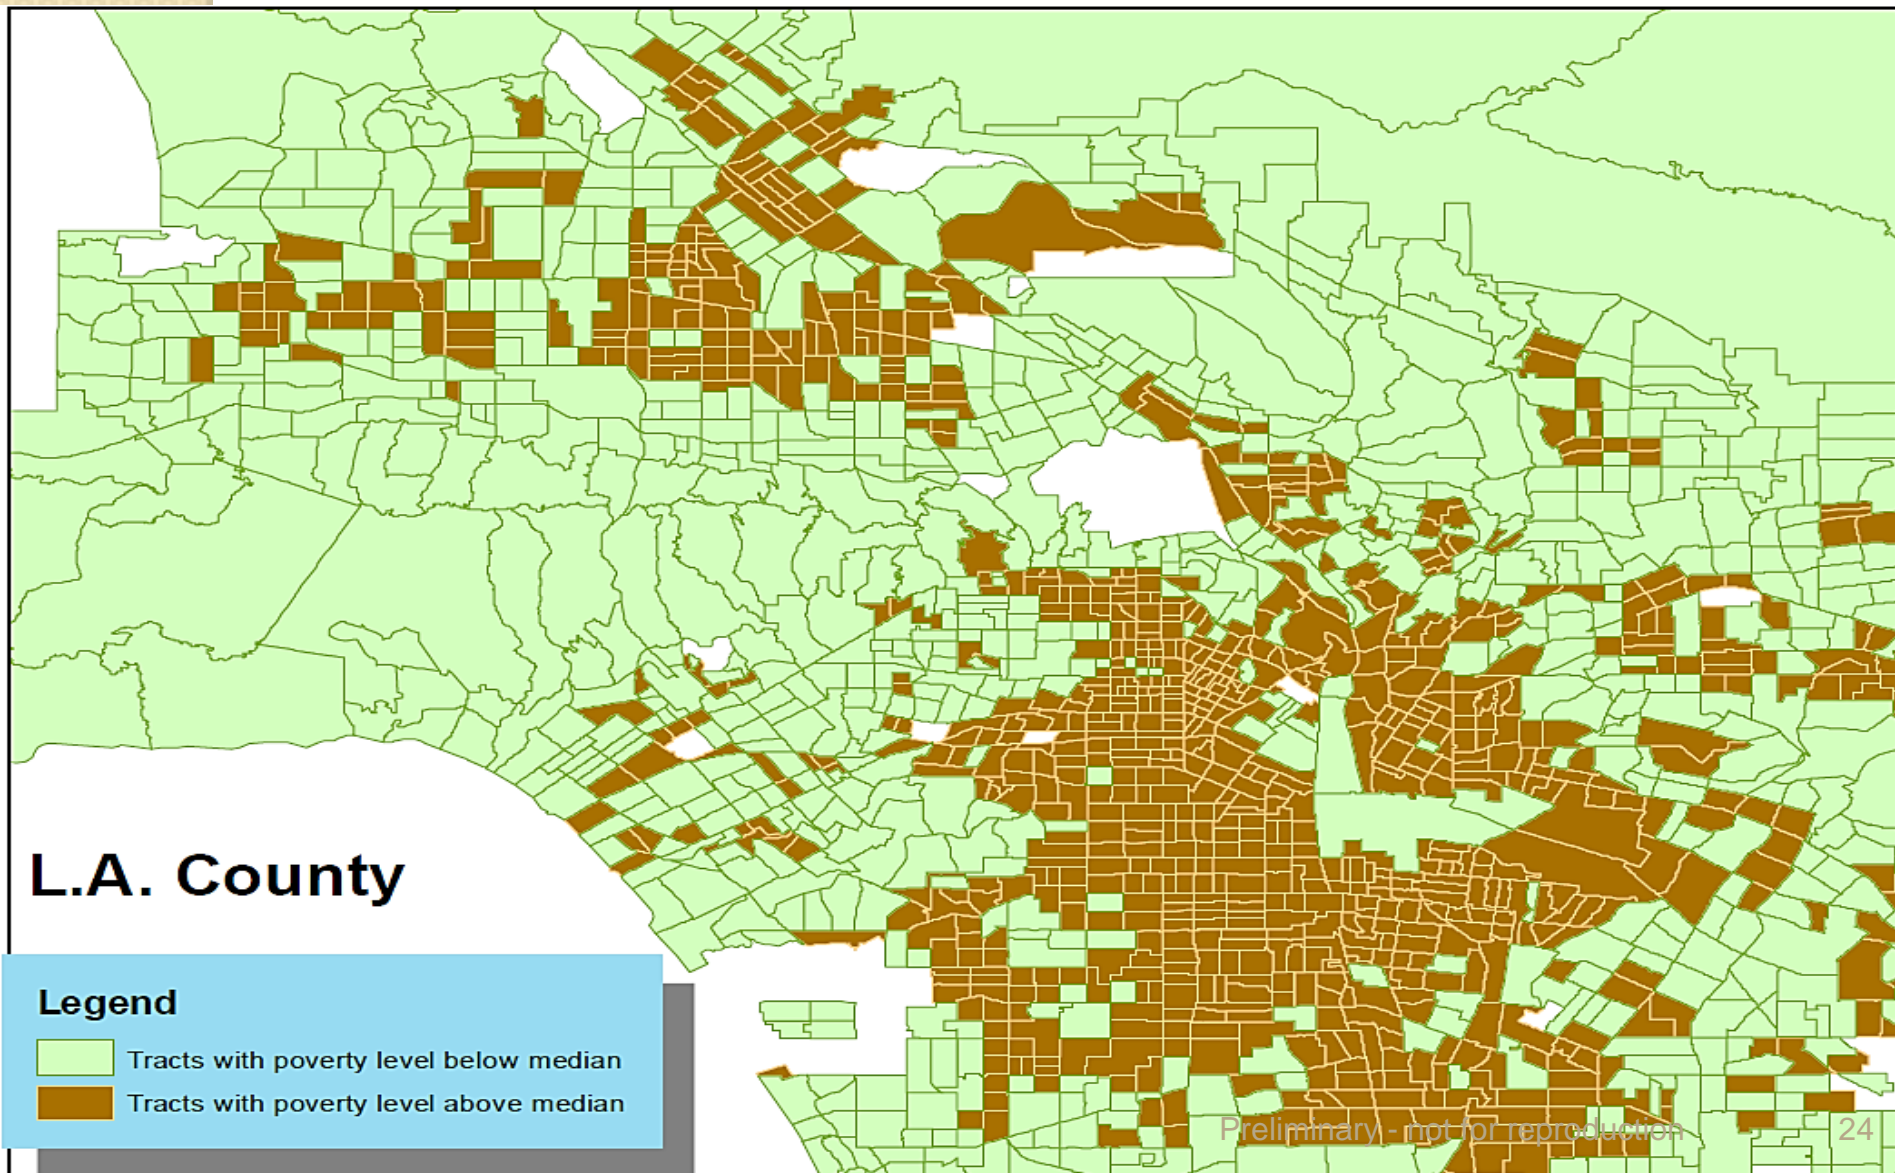 L.A. County
Legend
Tracts with poverty level below median
Tracts with poverty level above median
Preliminary - not for reproduction
24